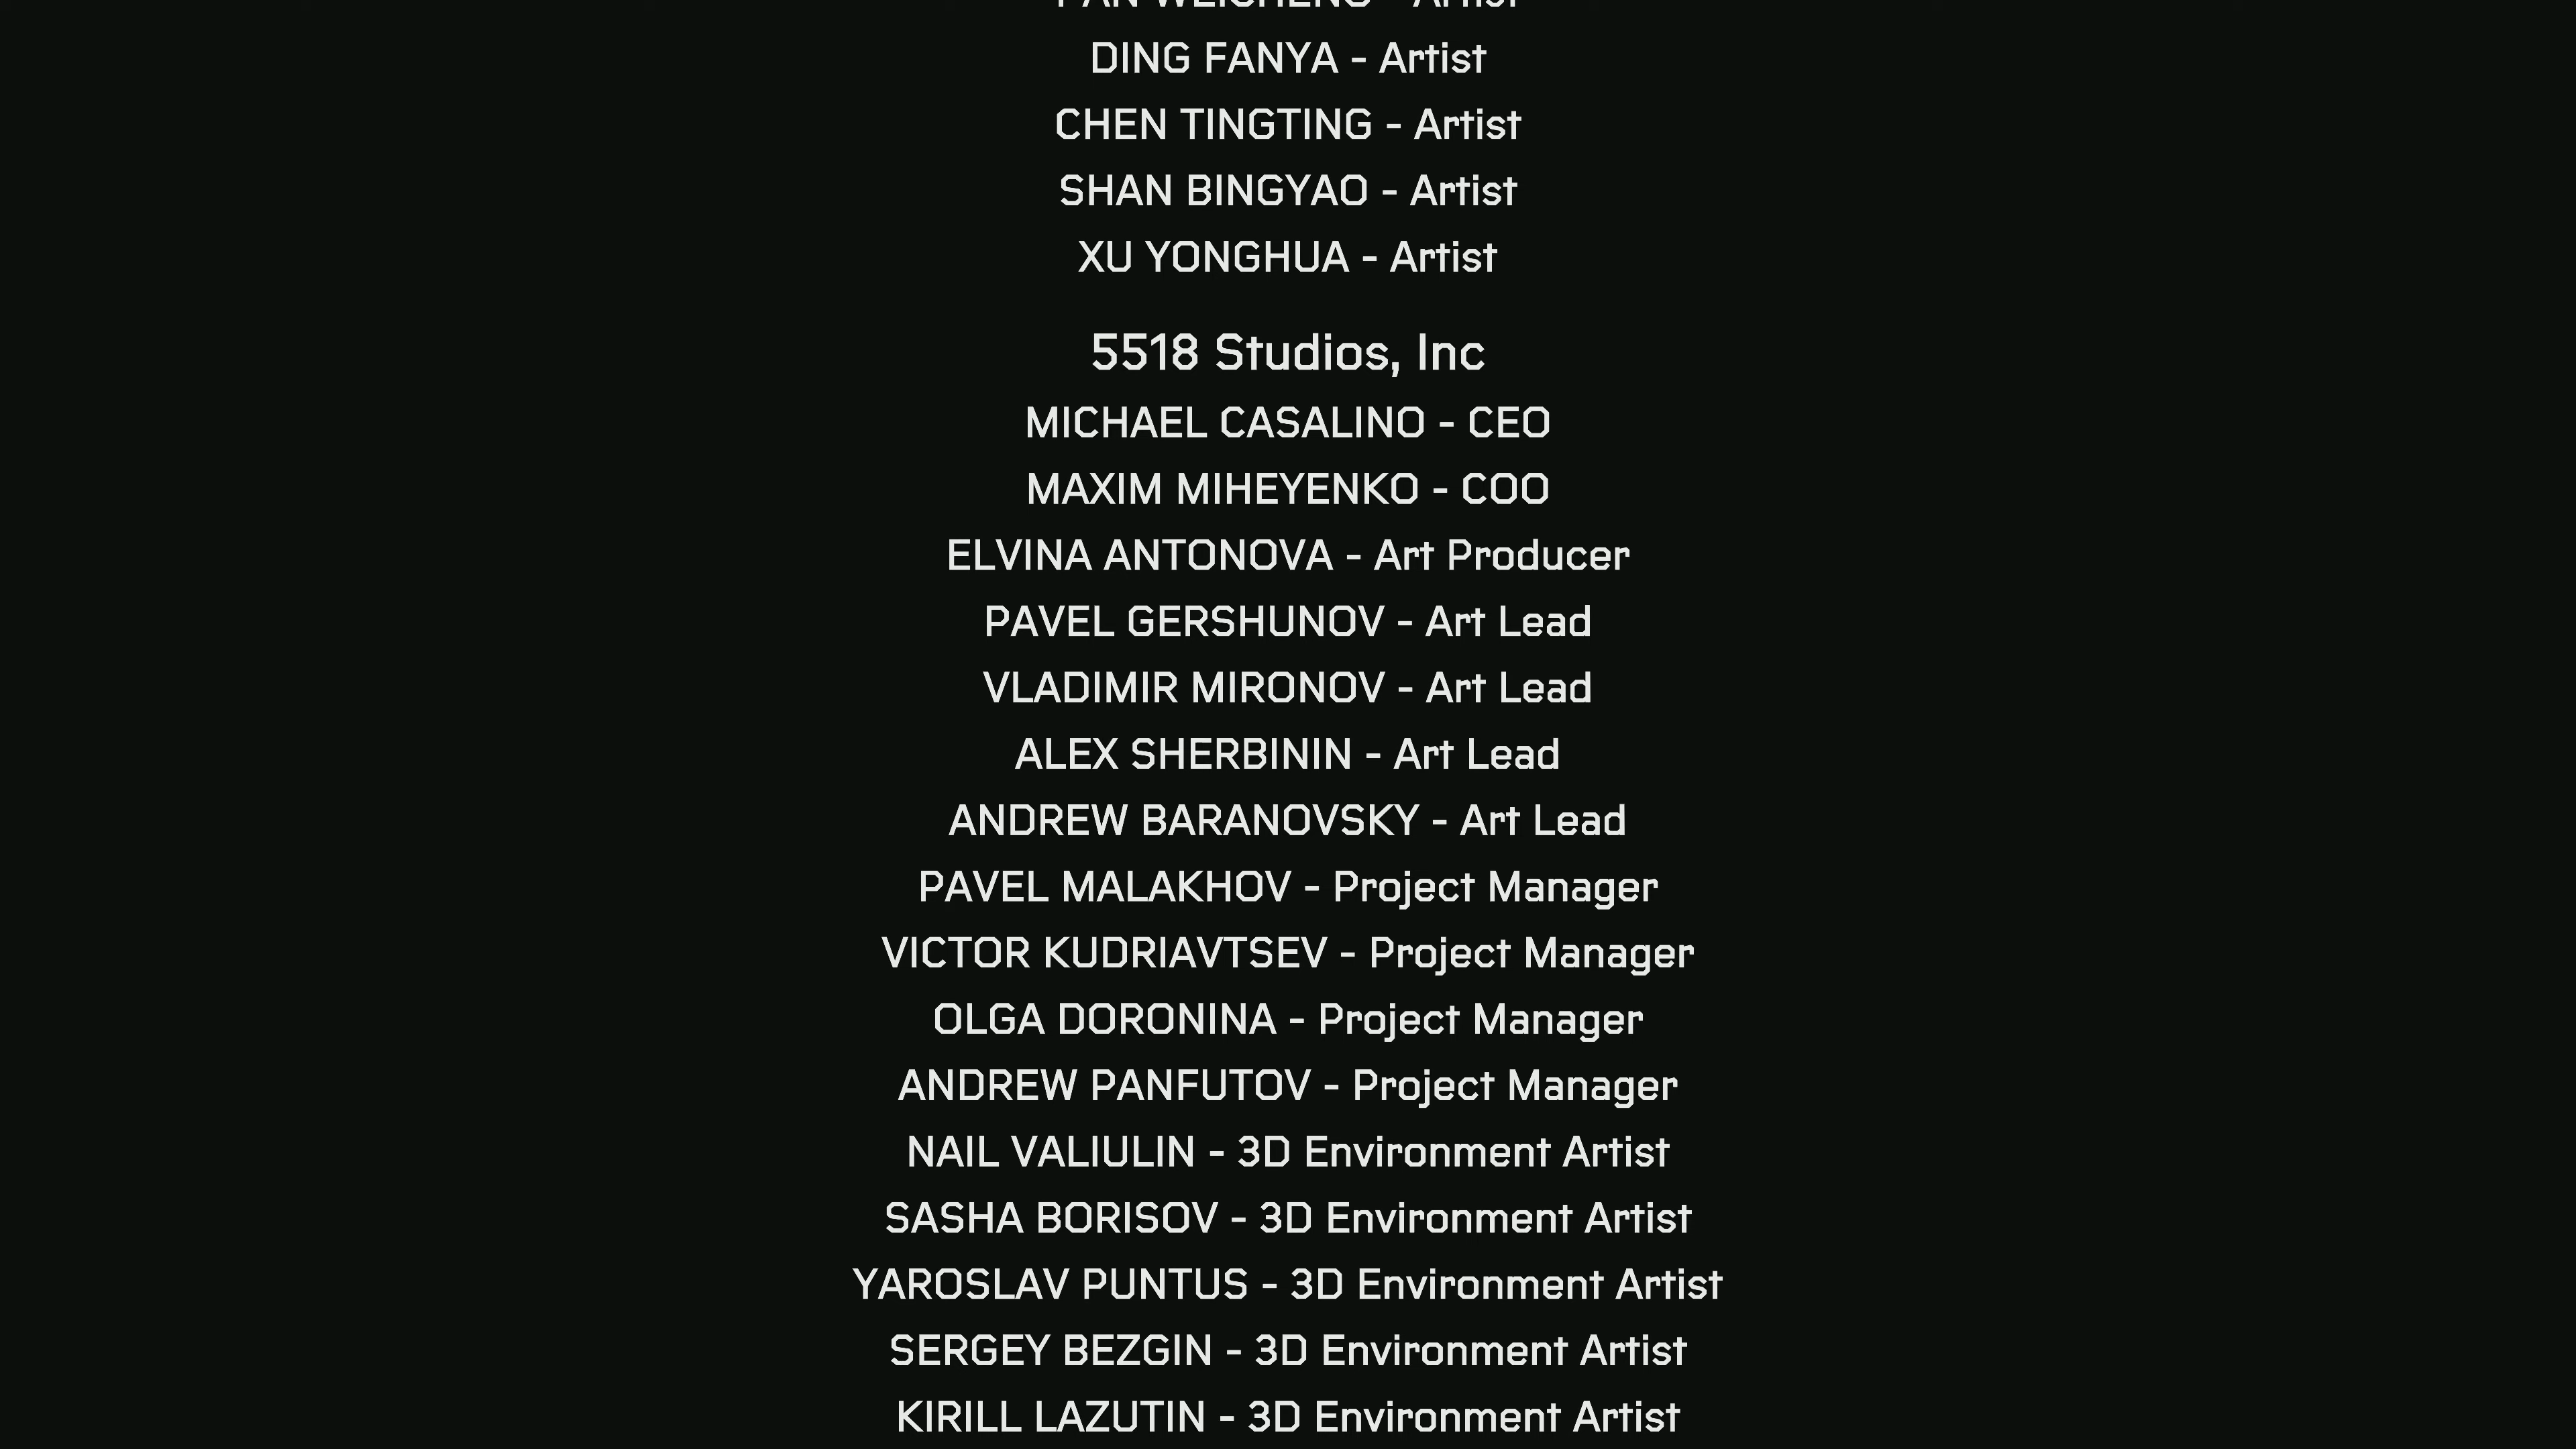 Artist
DING FANYA - Artist
CHEN TINGTING - Artist
SHAN BINGYAO - Artist
XU YONGHUA - Artist
5518 Studios, Inc
MICHAEL CASALINO - CEO
MAXIM MIHEYENKO - COO
ELVINA ANTONOVA - Art Producer
PAVEL GERSHUNOV - Art Lead
VLADIMIR MIRONOV - Art Lead
ALEX SHERBININ - Art Lead
ANDREW BARANOVSKY - Art Lead
PAVEL MALAKHOV - Project Manager
VICTOR KUDRIAVTSEV - Project Manager
OLGA DORONINA - Project Manager
ANDREW PANFUTOV - Project Manager
NAIL VALIULIN - 3D Environment Artist
SASHA BORISOV - 3D Environment Artist
YAROSLAV PUNTUS - 3D Environment Artist
SERGEY BEZGIN - 3D Environment Artist
KIRILL LAZUTIN - 3D Environment Artist